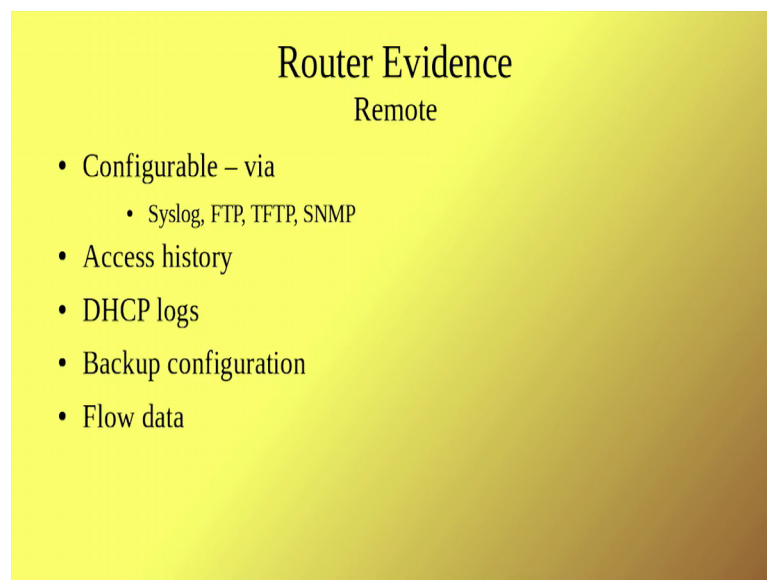 Router Evidence
Remote
• Configurable – via
• Syslog, FTP, TFTP, SNMP
• Access history
• DHCP logs
• Backup configuration
• Flow data